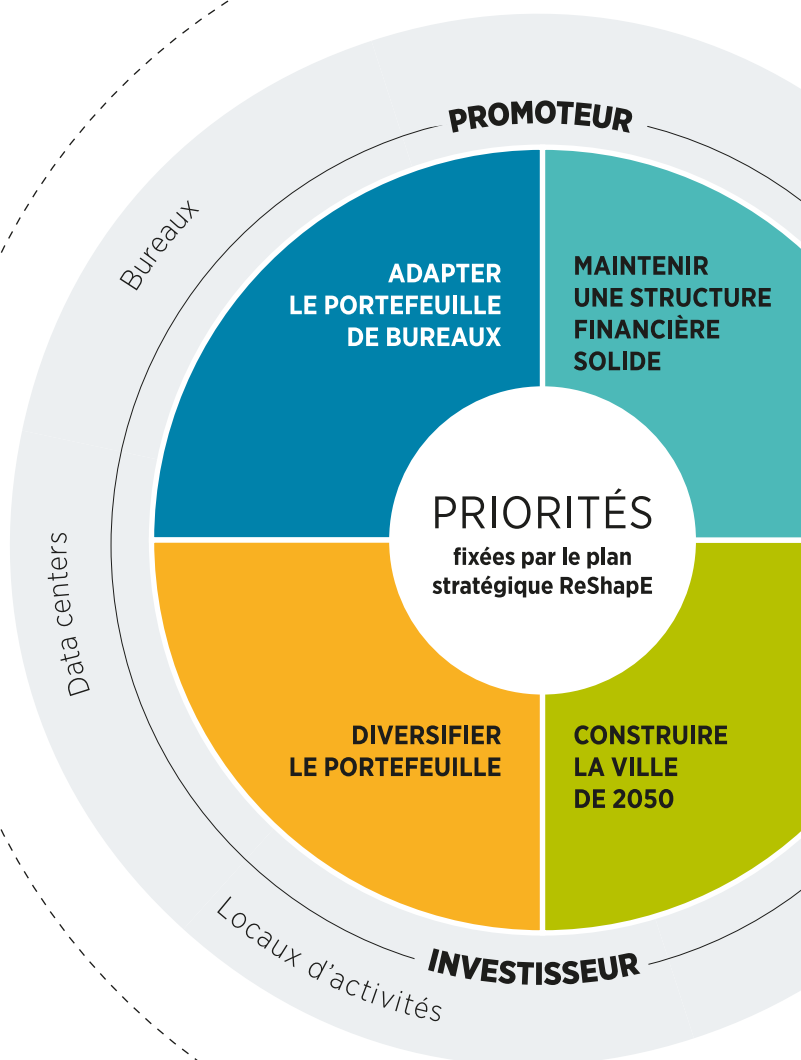 PROMOTEUR
Bureaux
ADAPTER
LE PORTEFEUILLE
DE BUREAUX
MAINTENIR
UNE STRUCTURE
FINANCIÈRE
SOLIDE
PRIORITÉS
fixées par le plan
stratégique ReShapE
Data centers
DIVERSIFIER
LE PORTEFEUILLE
CONSTRUIRE
LA VILLE
DE 2050
Locaux d'activités
INVESTISSEUR